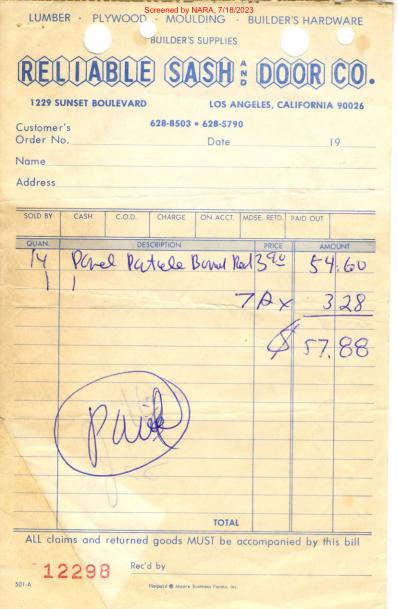 Screened by NARA, 7/18/2023
LUMBER - PLYWOOD - MOULDING - BUILDER'S HARDWARE
BUILDER'S SUPPLIES
RELIABLE SASH AND DOOR CO.
1229 SUNSET BOULEVARD LOS ANGELES, CALIFORNIA 90026
628-8503 • 628-5790
Customer's
Order No. Date 19
Name
Address
SOLD BY CASH C.O.D. CHARGE ON ACCT. MDSE. RETD. PAID OUT
QUAN. DESCRIPTION PRICE AMOUNT
14 Panel Particle Board 3.90 54.60
TAX 3 28
$ 57.88
Paid
TOTAL
ALL claims and returned goods MUST be accompanied by this bill
12298 Rec'd by
501-A Moore Business Forms, Inc.